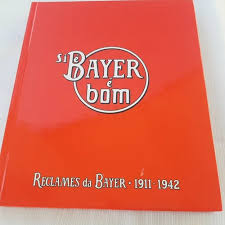 Se é
BAYER
é
bom
RECLAMES da BAYER · 1911-1942